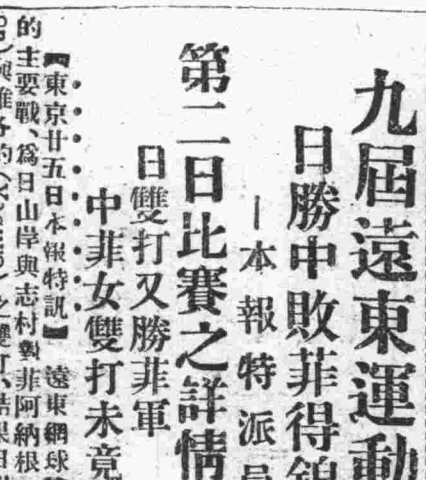 九屆遠東運動
日勝中敗菲得錦
—本報特派員
第二日比賽之詳情
日雙打又勝菲軍
中菲女雙打未竟
【東京廿五日本報特訊】遠東網球
的主要戰、爲日山岸與志村對菲阿納根